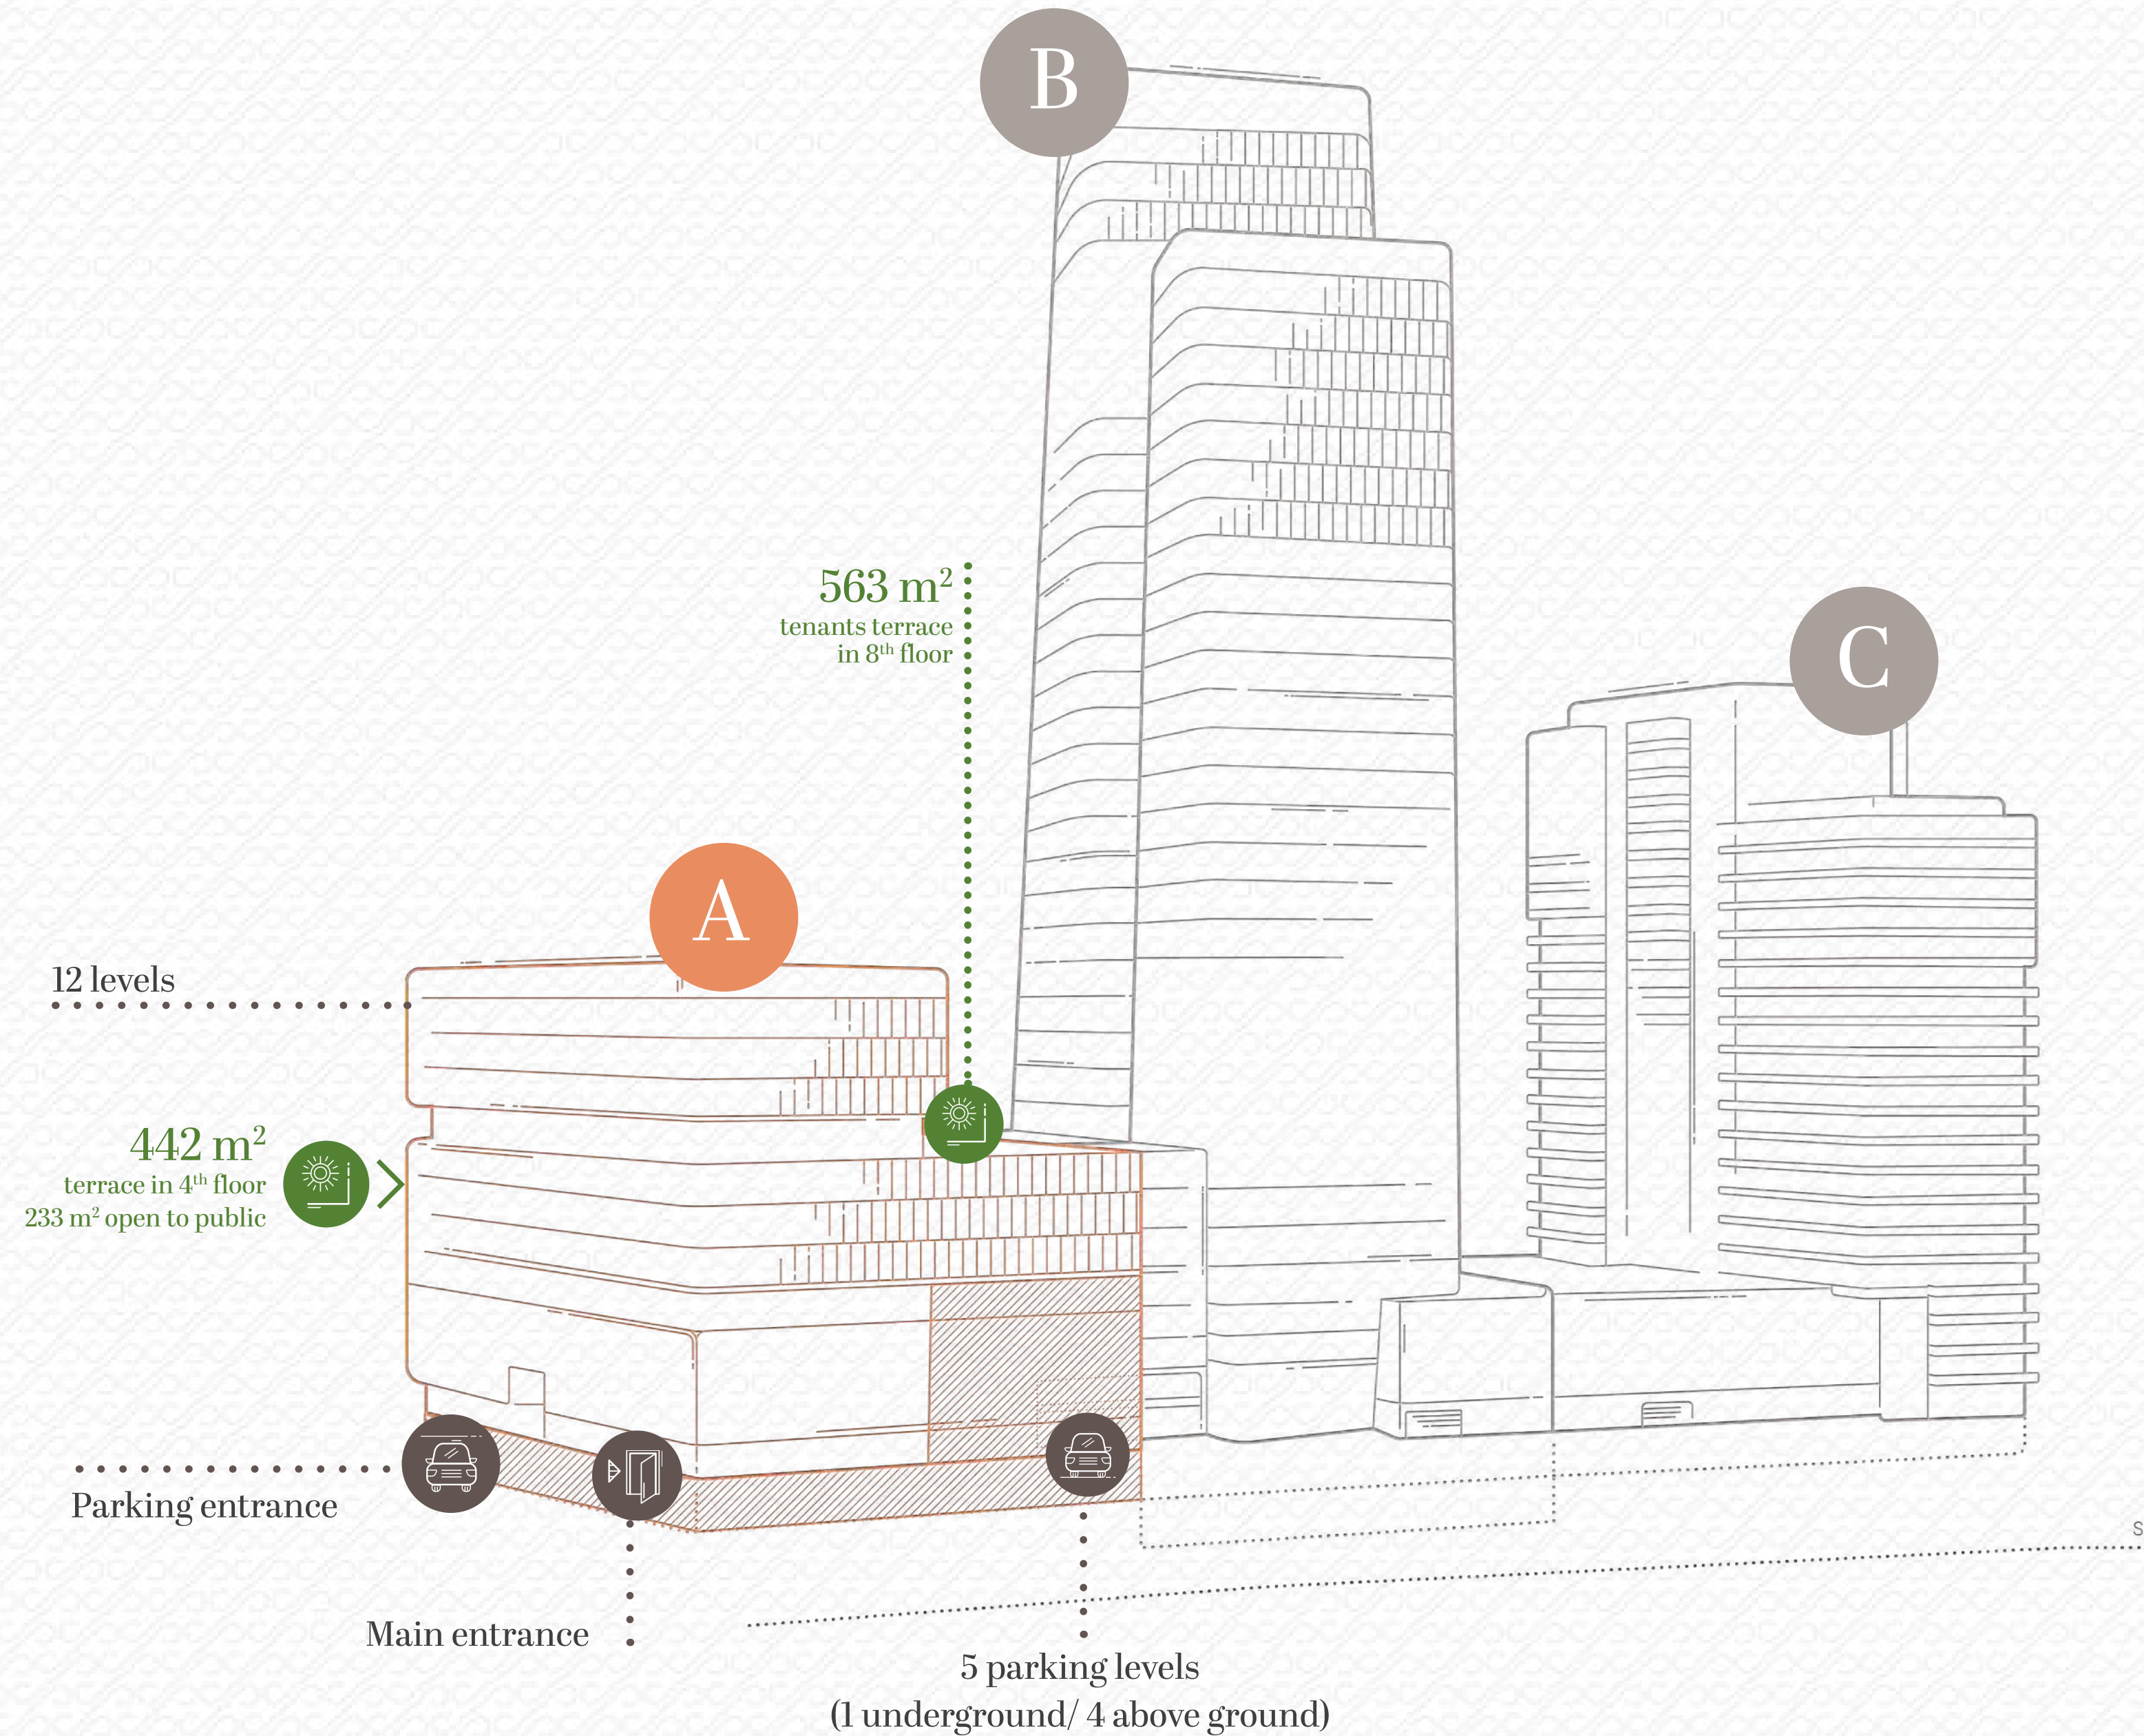 B
563 m²
tenants terrace
in 8th floor
C
A
12 levels
442 m²
terrace in 4th floor
233 m² open to public
Parking entrance
S
Main entrance
5 parking levels
(1 underground/ 4 above ground)